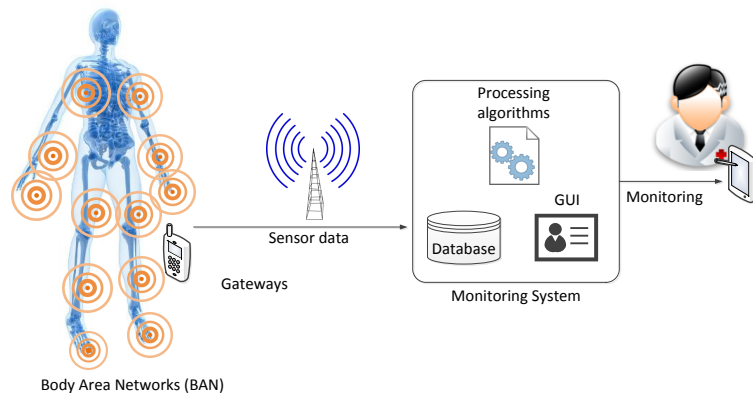 Processing
algorithms
GUI
Database
Monitoring
Sensor data
Gateways
Monitoring System
Body Area Networks (BAN)